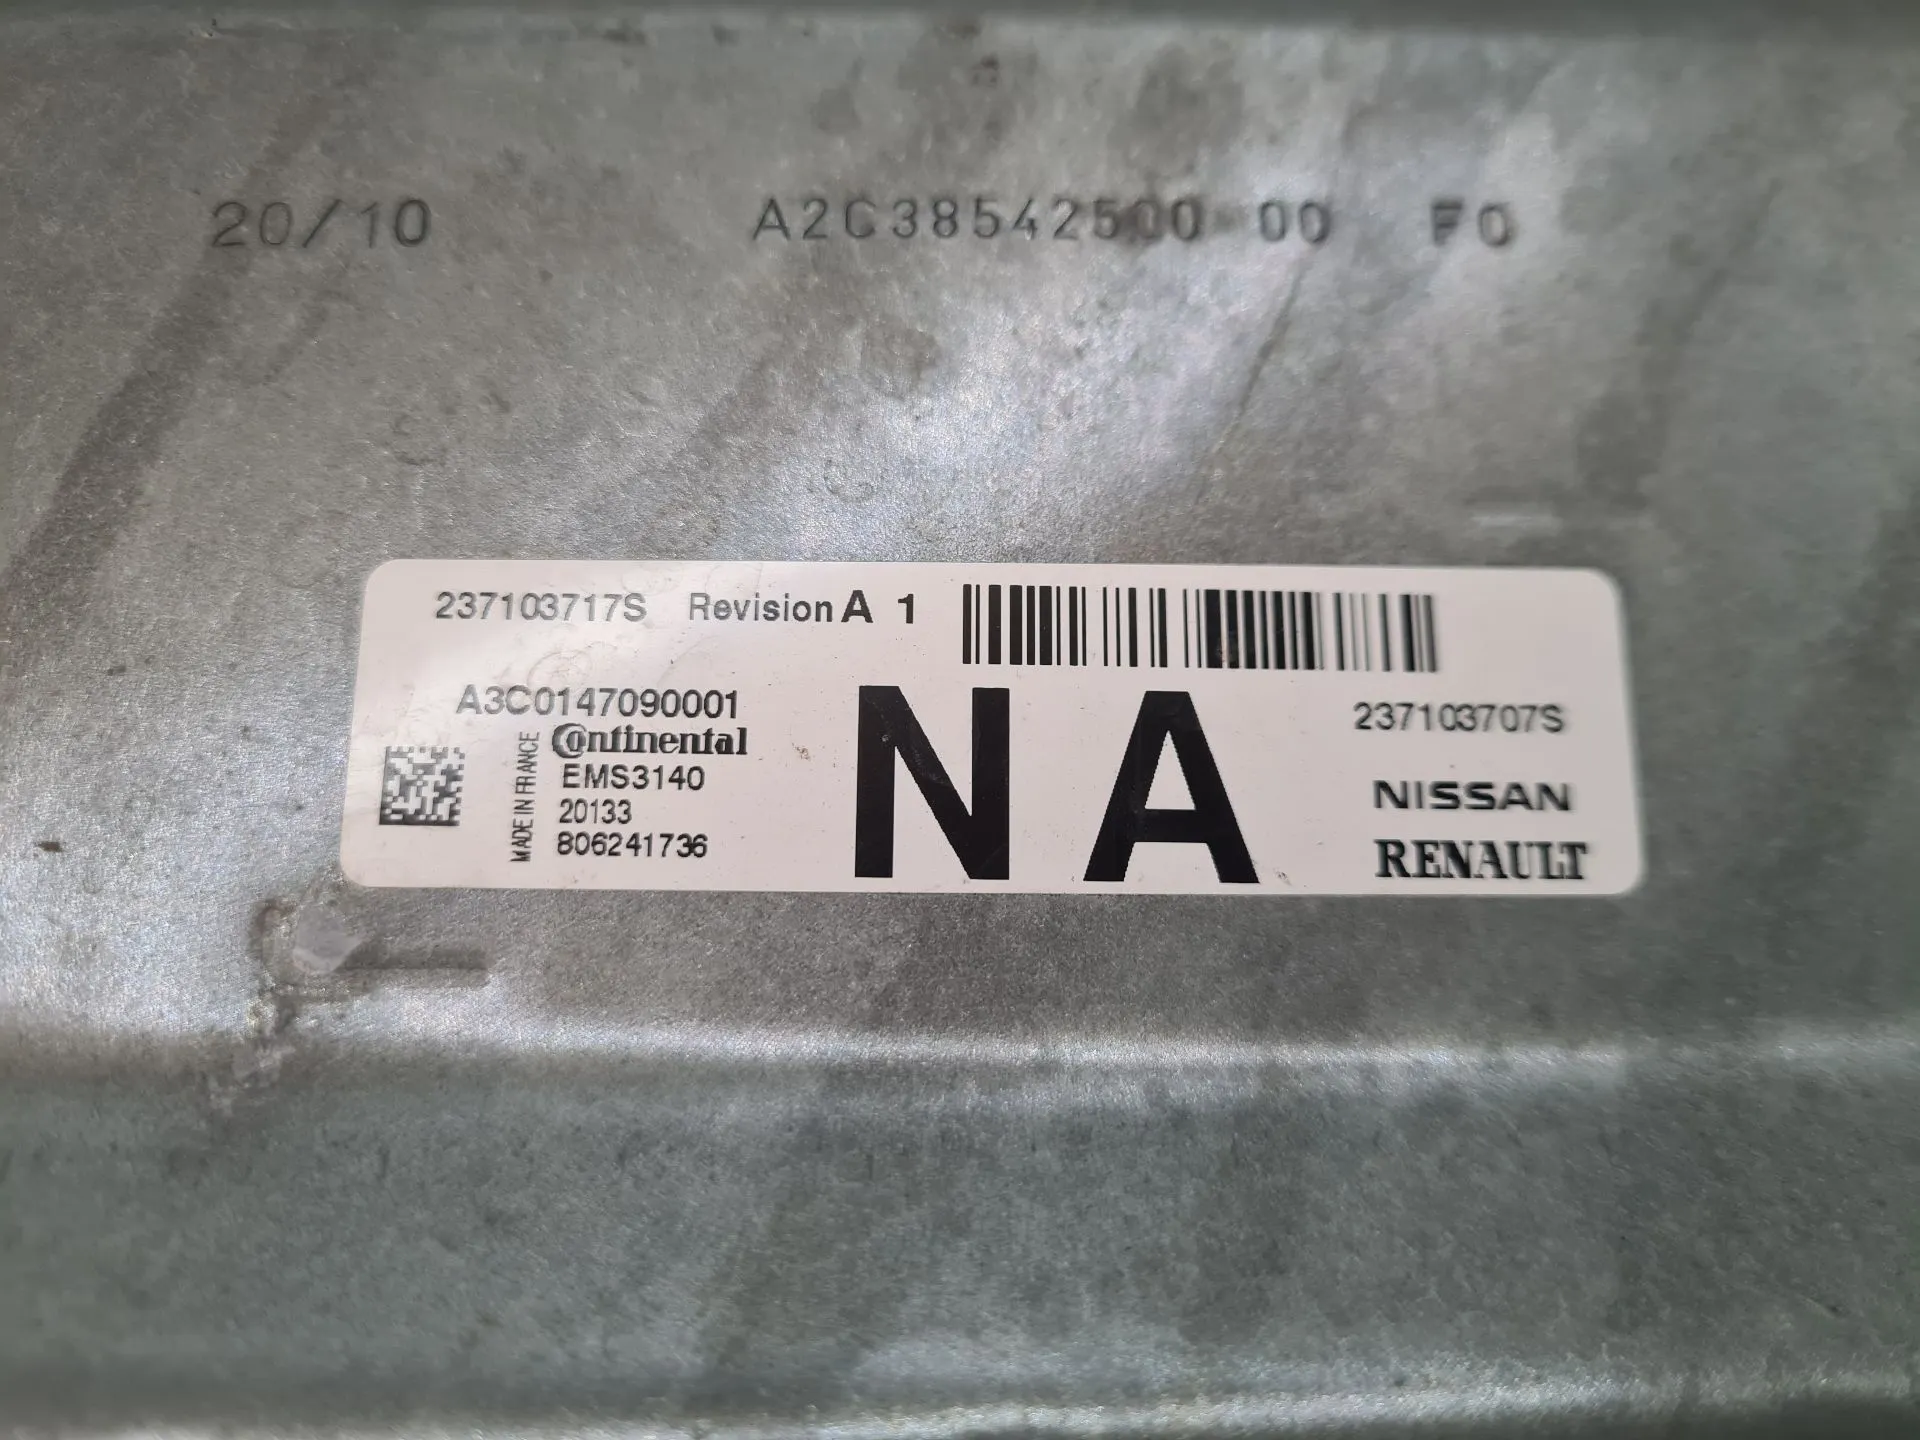 20/10 A2C38542500 00 F0
237103717S Revision A 1
A3C0147090001
Continental
EMS3140
20133
806241736
MADE IN FRANCE
NA
237103707S
NISSAN
RENAULT